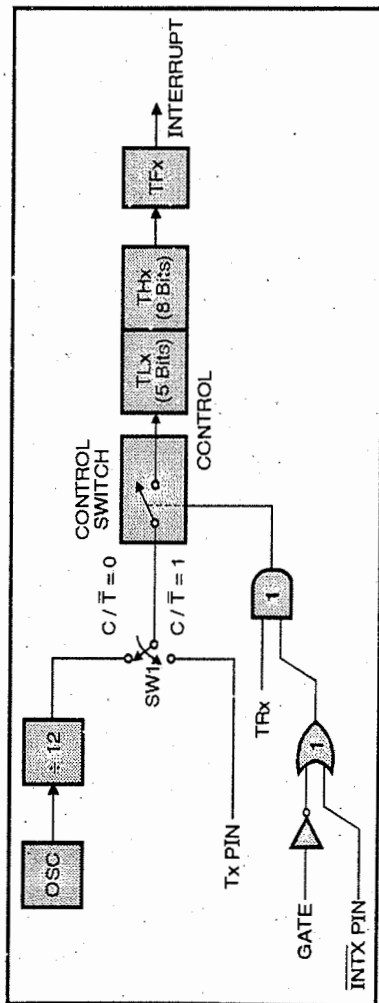 OSC
÷ 12
C / T̅ = 0
SW1
C / T̅ = 1
Tx PIN
CONTROL
SWITCH
TLx
(5 Bits)
THx
(8 Bits)
TFx
INTERRUPT
CONTROL
TRx
1
GATE
1
I̅N̅T̅X̅ PIN